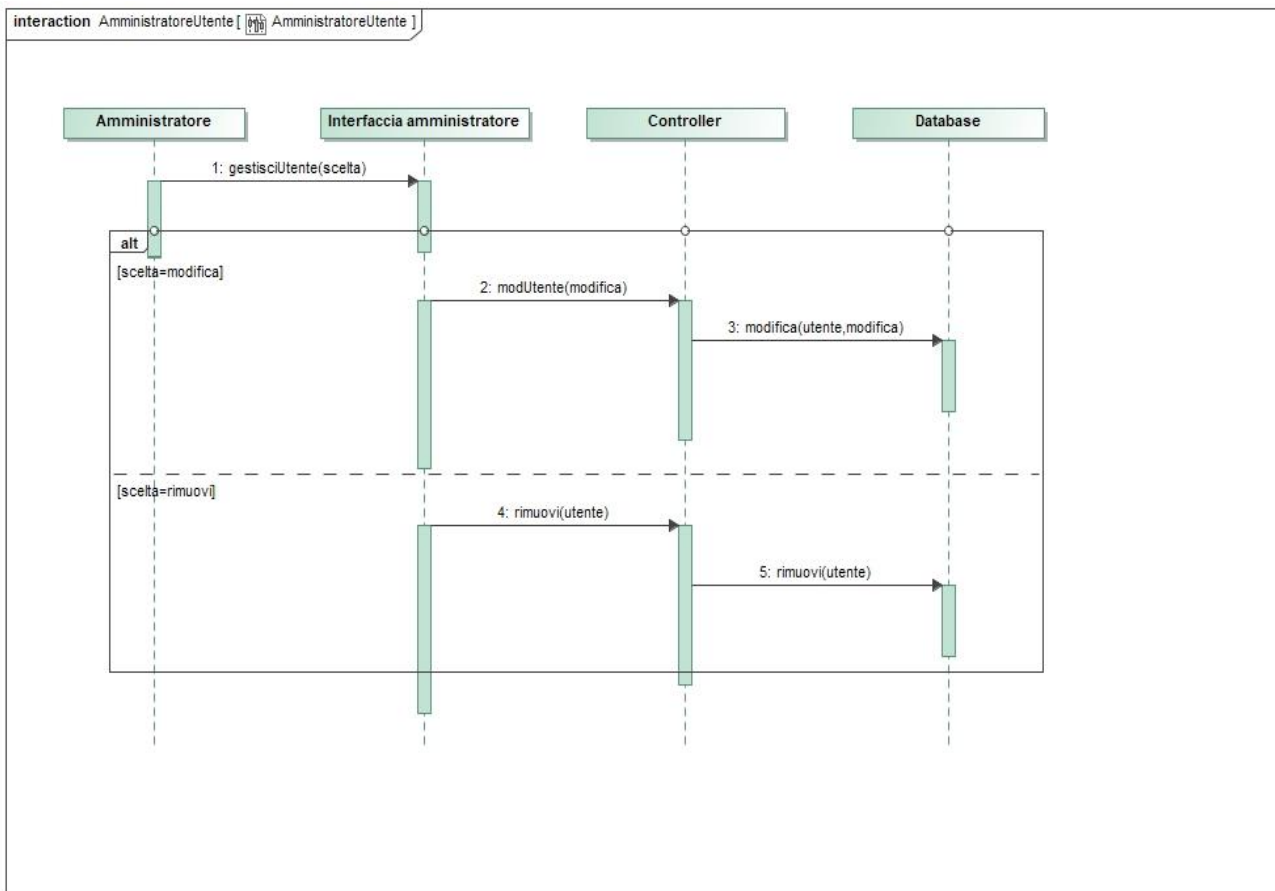 interaction AmministratoreUtente [ AmministratoreUtente ]
Amministratore
Interfaccia amministratore
Controller
Database
1: gestisciUtente(scelta)
alt
[scelta=modifica]
2: modUtente(modifica)
3: modifica(utente,modifica)
[scelta=rimuovi]
4: rimuovi(utente)
5: rimuovi(utente)